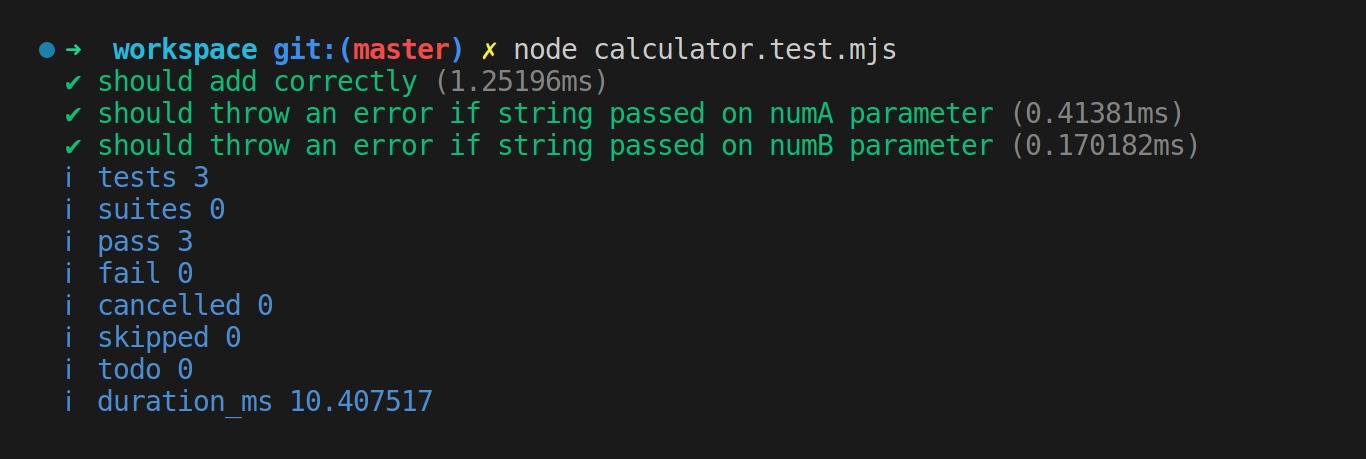 ➜  workspace git:(master) ✗ node calculator.test.mjs
✔ should add correctly (1.25196ms)
✔ should throw an error if string passed on numA parameter (0.41381ms)
✔ should throw an error if string passed on numB parameter (0.170182ms)
ℹ tests 3
ℹ suites 0
ℹ pass 3
ℹ fail 0
ℹ cancelled 0
ℹ skipped 0
ℹ todo 0
ℹ duration_ms 10.407517